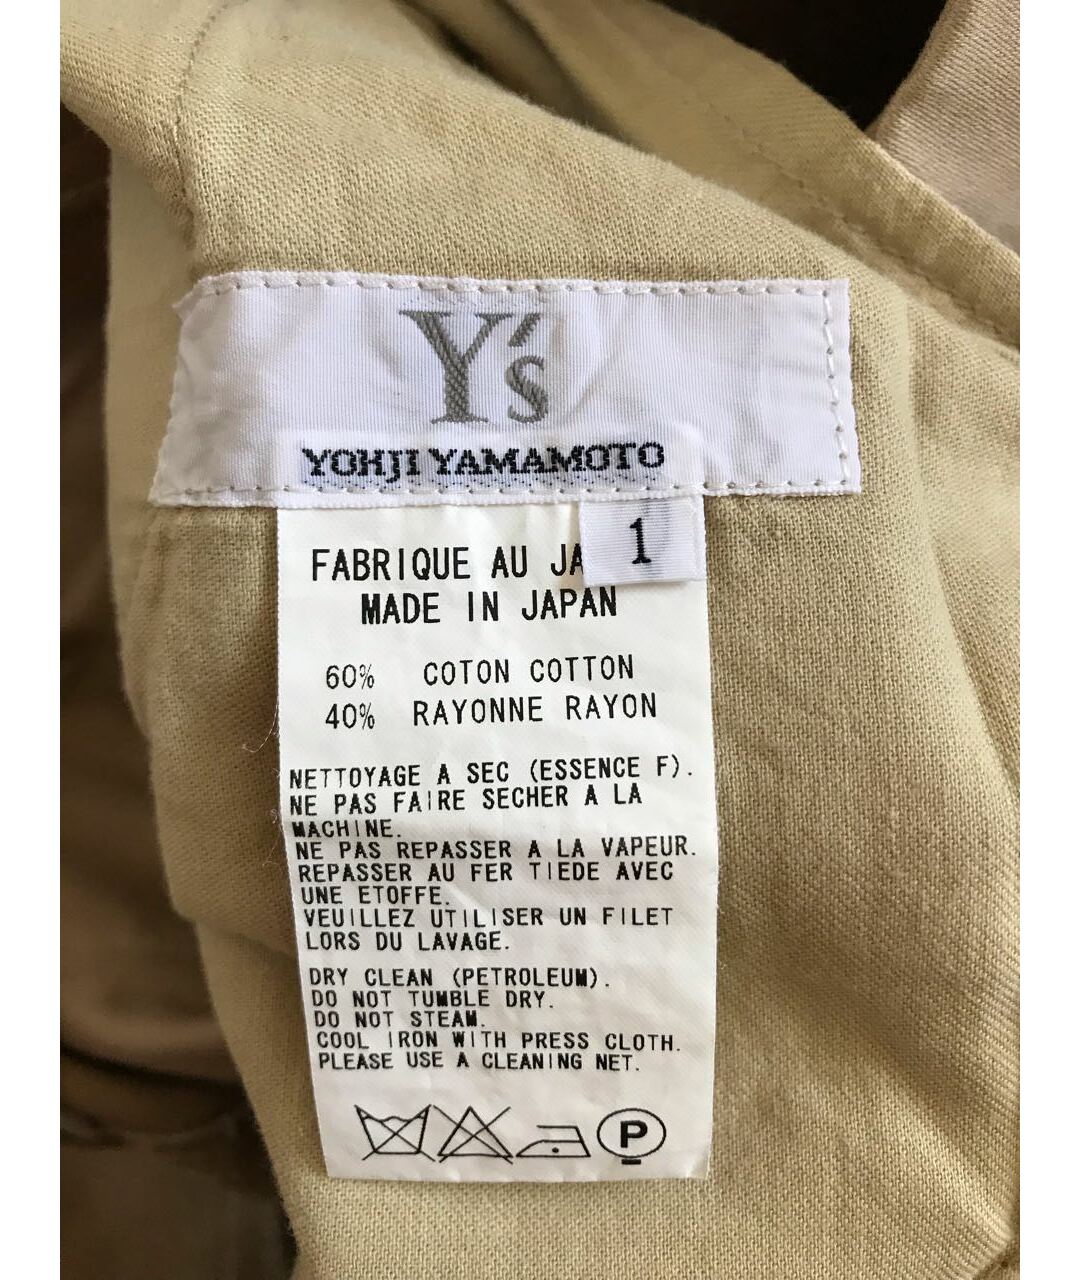 Y's
YOHJI YAMAMOTO
1
FABRIQUE AU JA
MADE IN JAPAN
60% COTON COTTON
40% RAYONNE RAYON
NETTOYAGE A SEC (ESSENCE F).
NE PAS FAIRE SECHER A LA
MACHINE.
NE PAS REPASSER A LA VAPEUR.
REPASSER AU FER TIEDE AVEC
UNE ETOFFE.
VEUILLEZ UTILISER UN FILET
LORS DU LAVAGE.
DRY CLEAN (PETROLEUM).
DO NOT TUMBLE DRY.
DO NOT STEAM.
COOL IRON WITH PRESS CLOTH.
PLEASE USE A CLEANING NET.
P